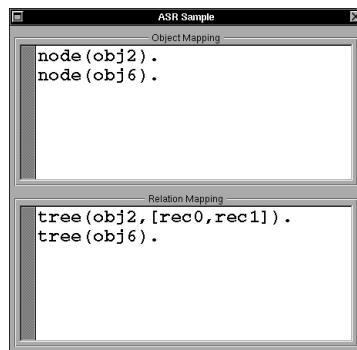 ASR Sample
Object Mapping
node(obj2).
node(obj6).
Relation Mapping
tree(obj2,[rec0,rec1]).
tree(obj6).